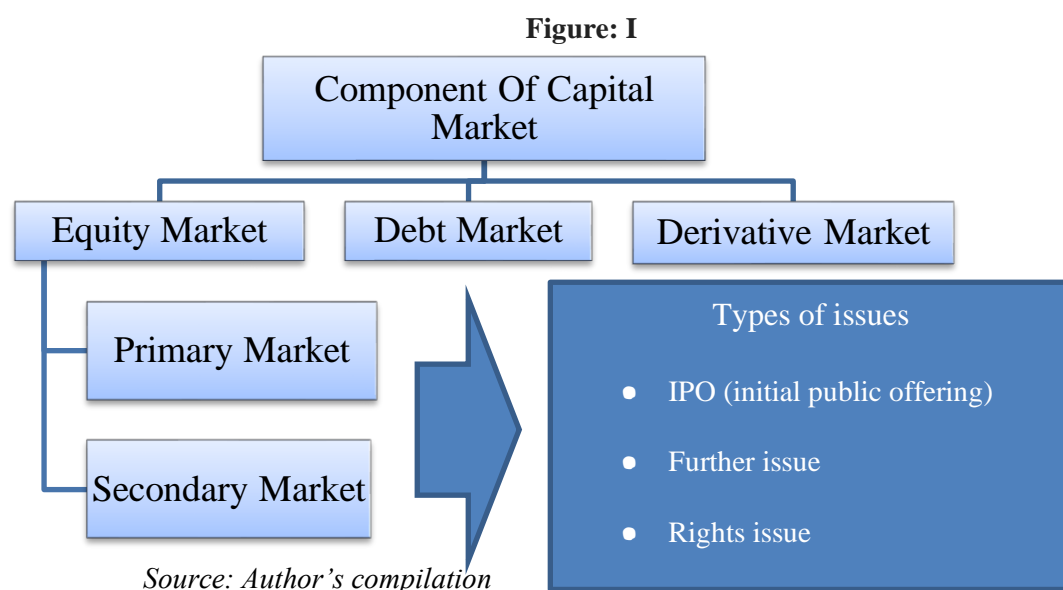 Figure: I
Component Of Capital
Market
Equity Market
Debt Market
Derivative Market
Primary Market
Secondary Market
Types of issues
● IPO (initial public offering)
● Further issue
● Rights issue
Source: Author’s compilation